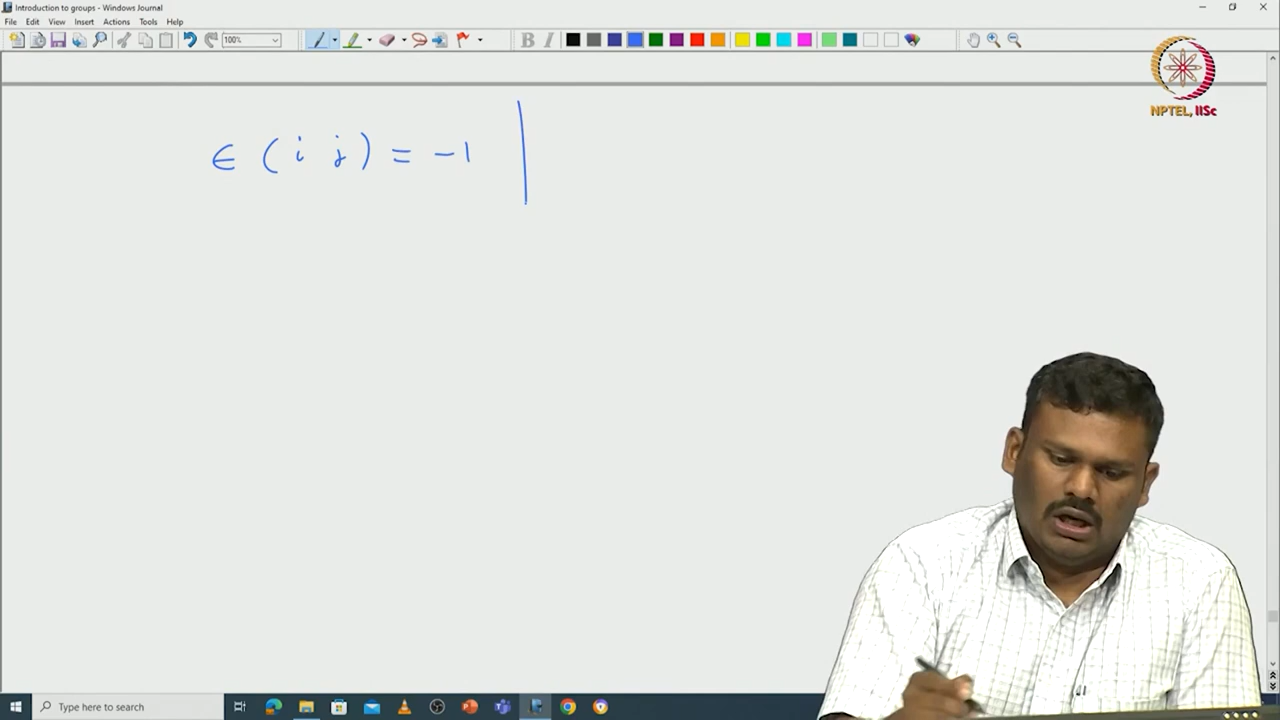 Introduction to groups - Windows Journal
File Edit View Insert Actions Tools Help
100%
B I
NPTEL, IISc
ϵ (i j) = -1
Type here to search